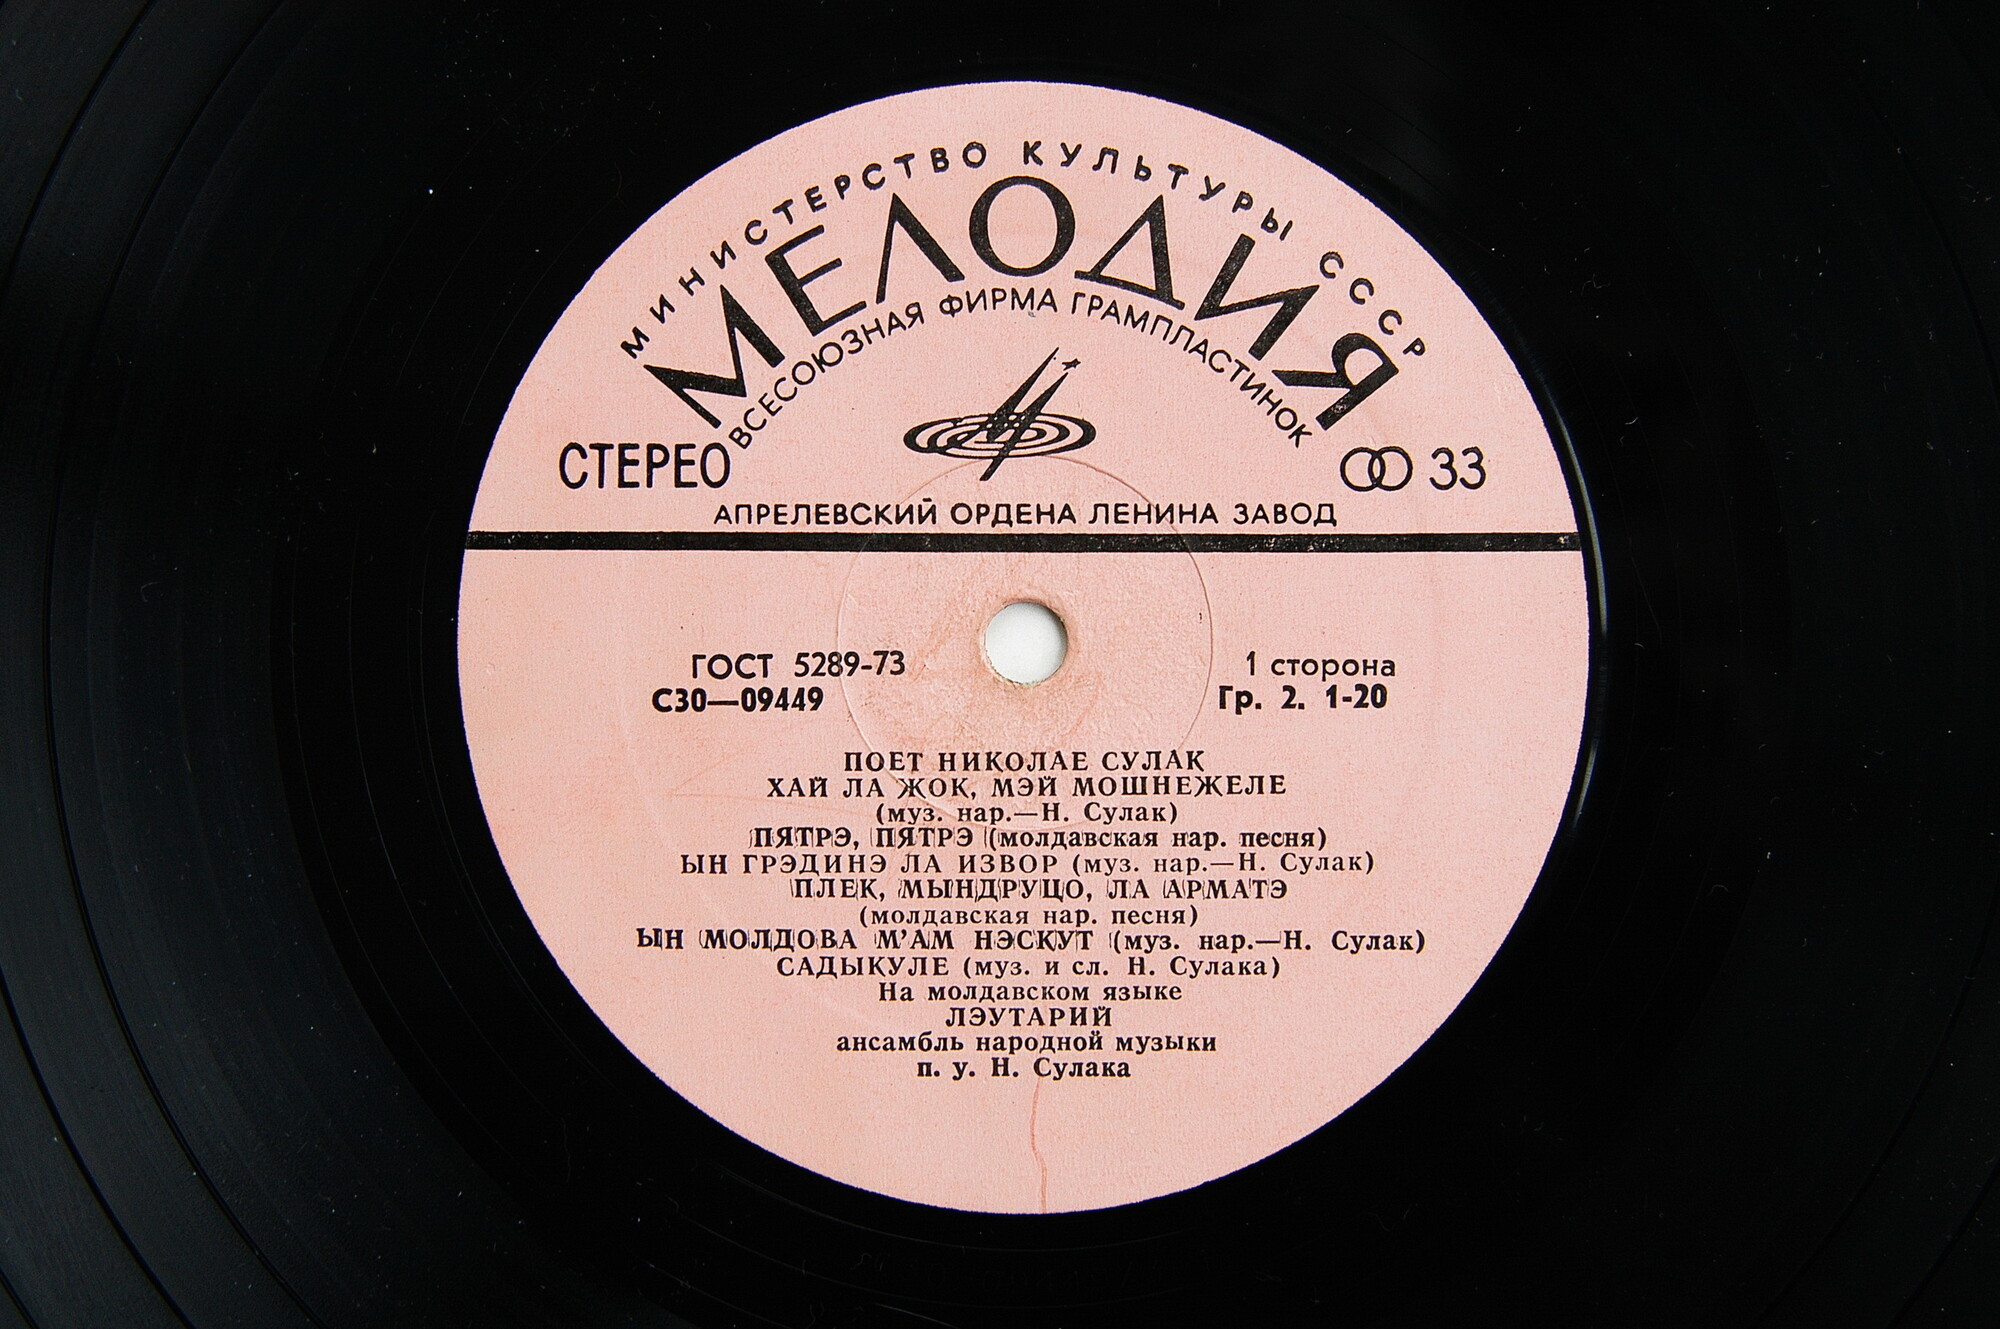 МИНИСТЕРСТВО КУЛЬТУРЫ СССР
МЕЛОДИЯ
ВСЕСОЮЗНАЯ ФИРМА ГРАМПЛАСТИНОК
СТЕРЕО
33
АПРЕЛЕВСКИЙ ОРДЕНА ЛЕНИНА ЗАВОД
ГОСТ 5289-73
С30—09449
1 сторона
Гр. 2. 1-20
ПОЕТ НИКОЛАЕ СУЛАК
ХАЙ ЛА ЖОК, МЭЙ МОШНЕЖЕЛЕ
(муз. нар.—Н. Сулак)
ПЯТРЭ, ПЯТРЭ (молдавская нар. песня)
ЫН ГРЭДИНЭ ЛА ИЗВОР (муз. нар.—Н. Сулак)
ПЛЕК, МЫНДРУЦО, ЛА АРМАТЭ
(молдавская нар. песня)
ЫН МОЛДОВА М’АМ НЭСКУТ (муз. нар.—Н. Сулак)
САДЫКУЛЕ (муз. и сл. Н. Сулака)
На молдавском языке
ЛЭУТАРИЙ
ансамбль народной музыки
п. у. Н. Сулака